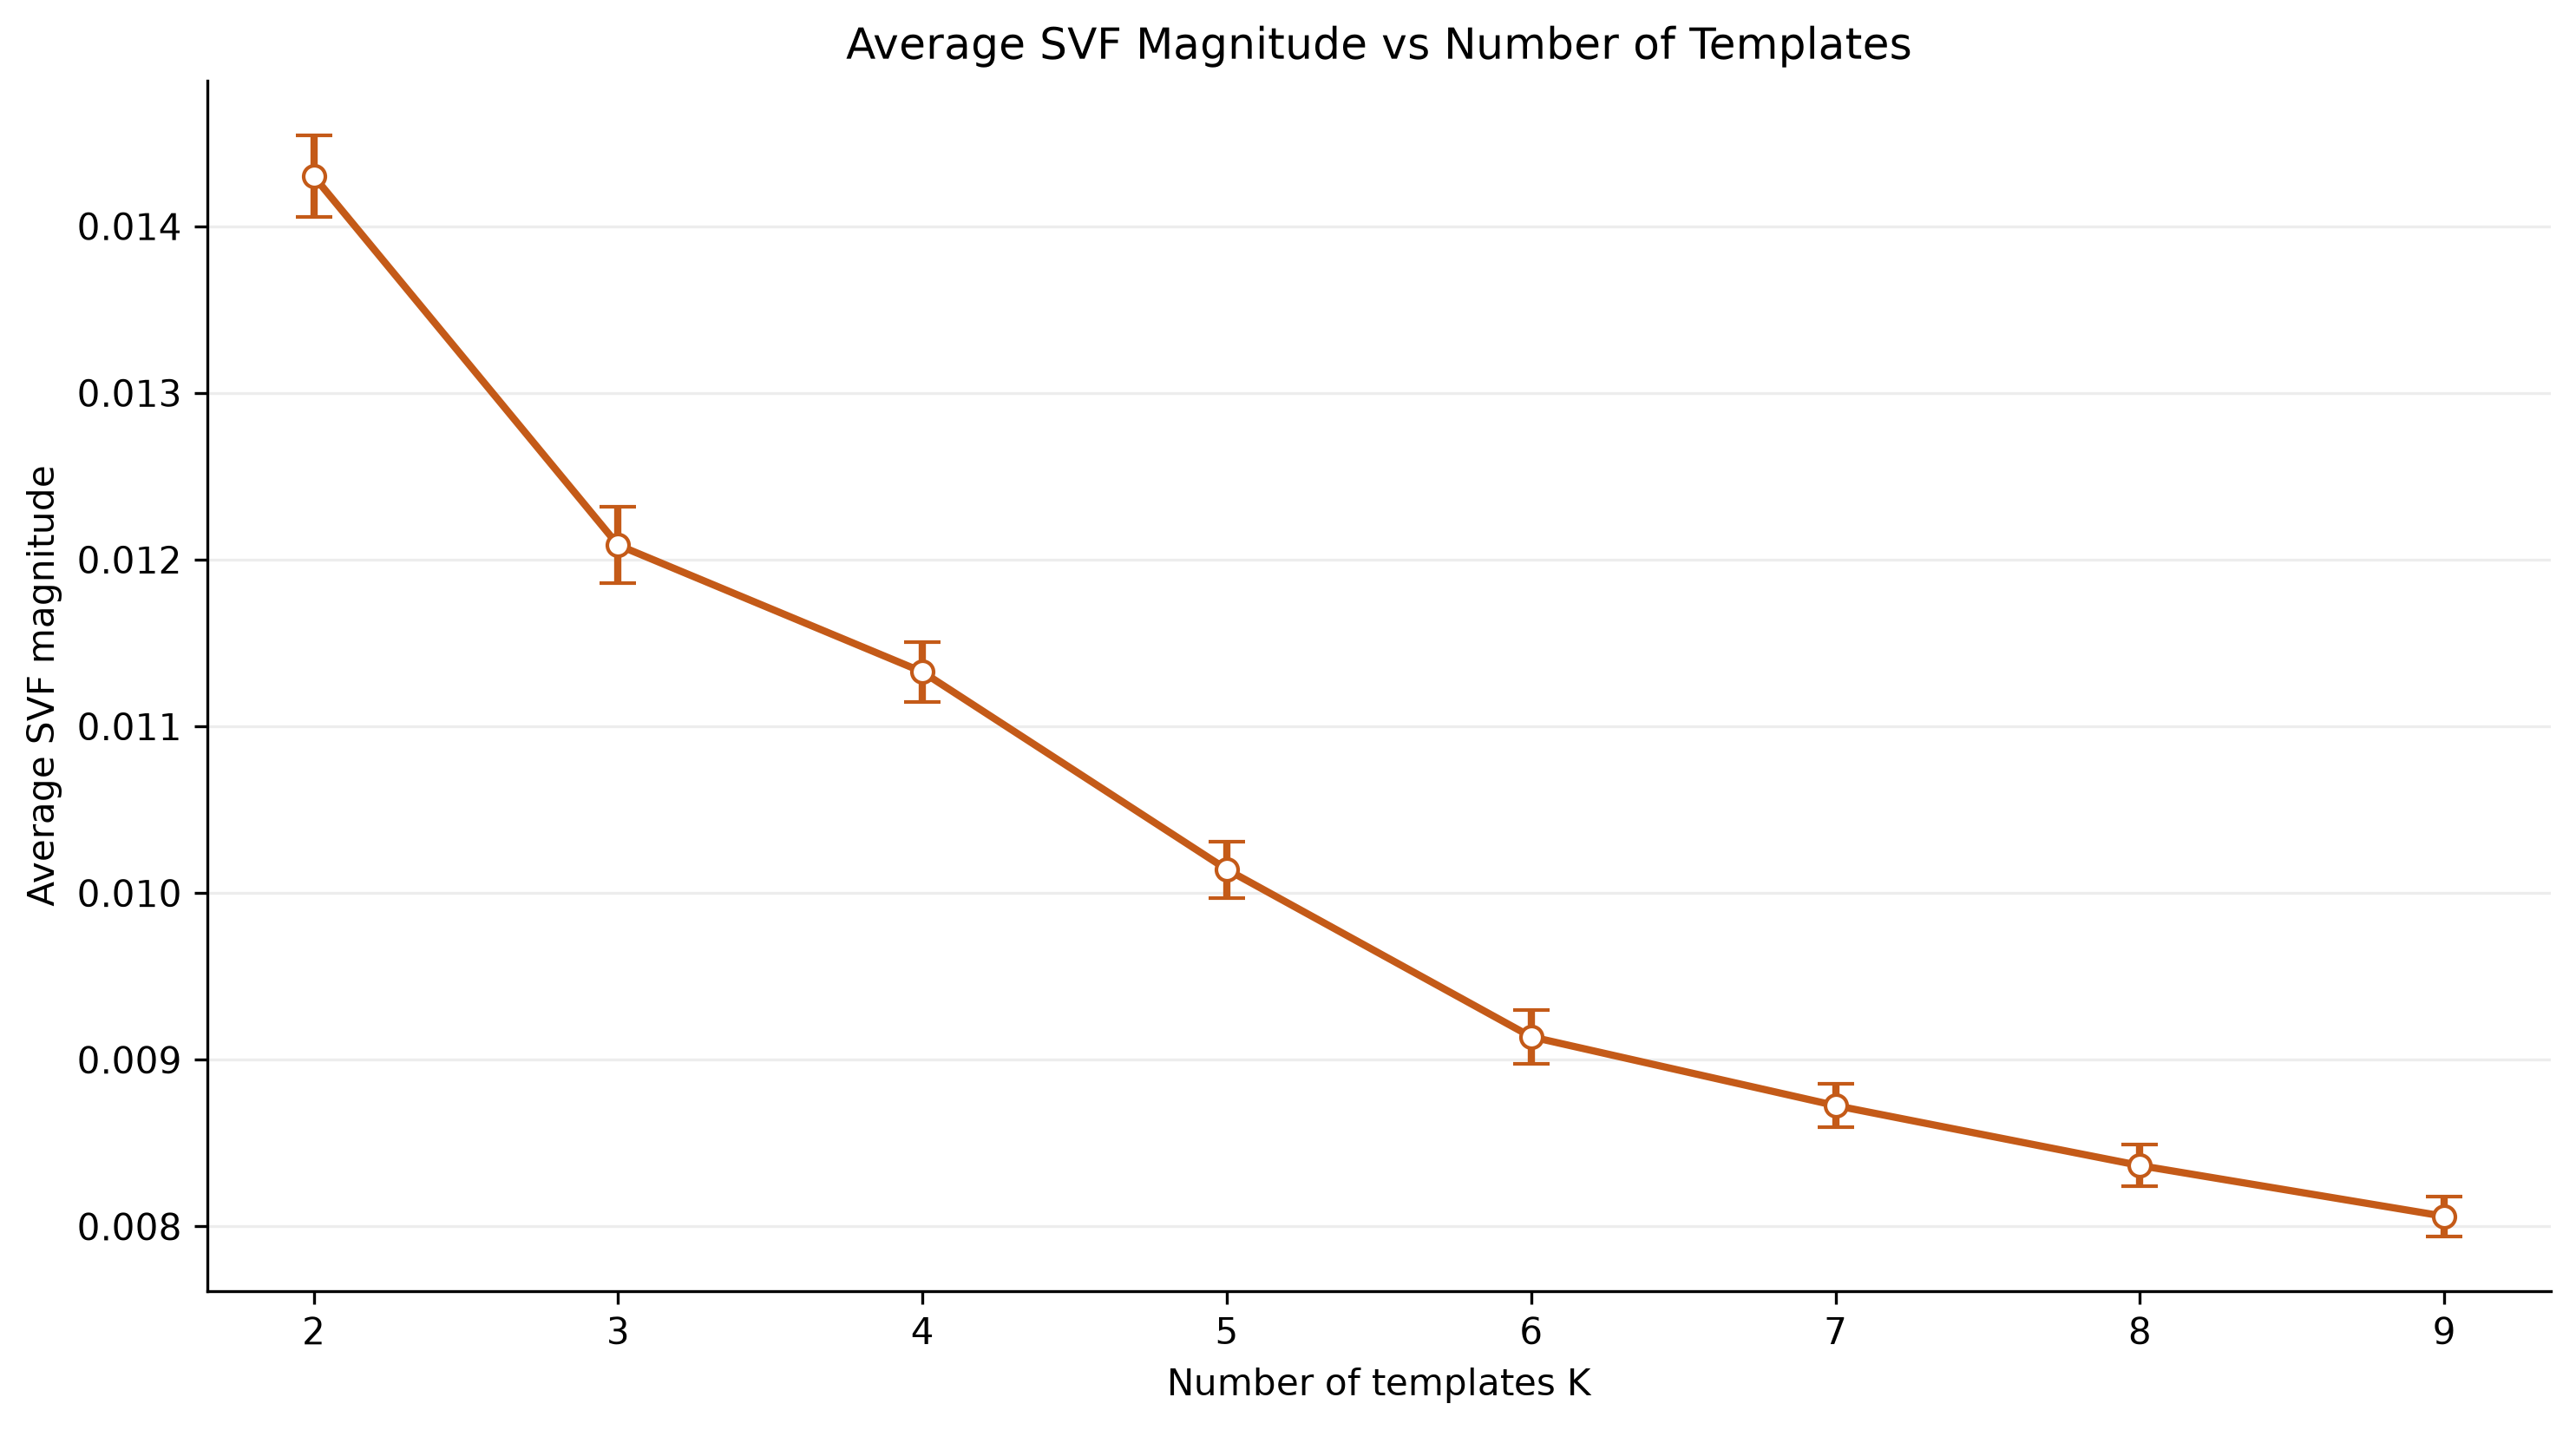 Average SVF Magnitude vs Number of Templates
Average SVF magnitude
0.014
0.013
0.012
0.011
0.010
0.009
0.008
2 3 4 5 6 7 8 9
Number of templates K